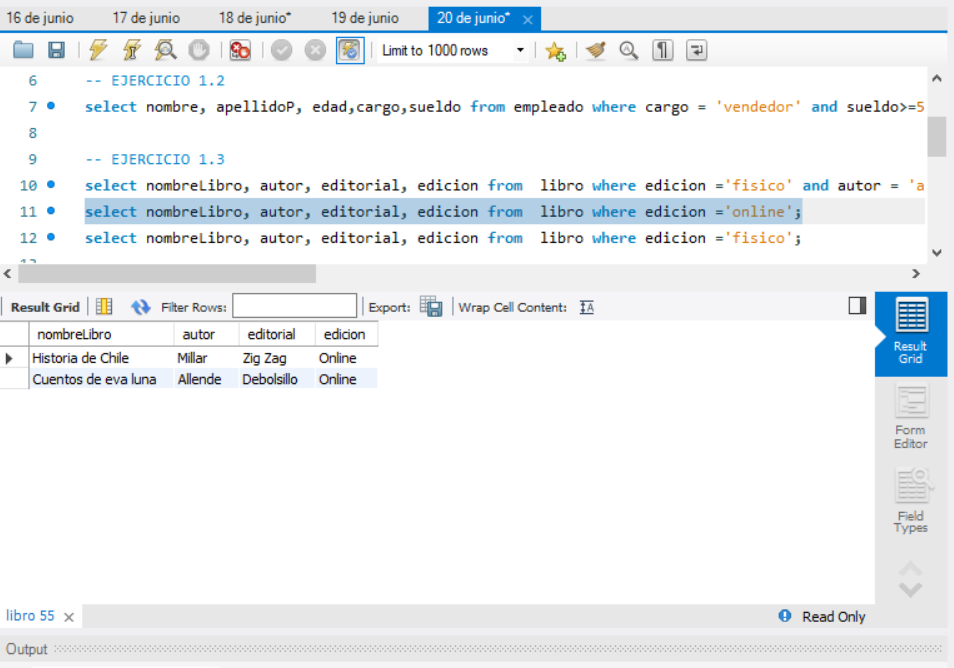 16 de junio 17 de junio 18 de junio* 19 de junio 20 de junio*
Limit to 1000 rows
6 -- EJERCICIO 1.2
7 select nombre, apellidoP, edad,cargo,sueldo from empleado where cargo = 'vendedor' and sueldo>=5
8
9 -- EJERCICIO 1.3
10 select nombreLibro, autor, editorial, edicion from libro where edicion ='fisico' and autor = 'a
11 select nombreLibro, autor, editorial, edicion from libro where edicion ='online';
12 select nombreLibro, autor, editorial, edicion from libro where edicion ='fisico';
Result Grid Filter Rows: Export: Wrap Cell Content:
nombreLibro autor editorial edicion
Historia de Chile Millar Zig Zag Online
Cuentos de eva luna Allende Debolsillo Online
Result
Grid
Form
Editor
Field
Types
libro 55 Read Only
Output